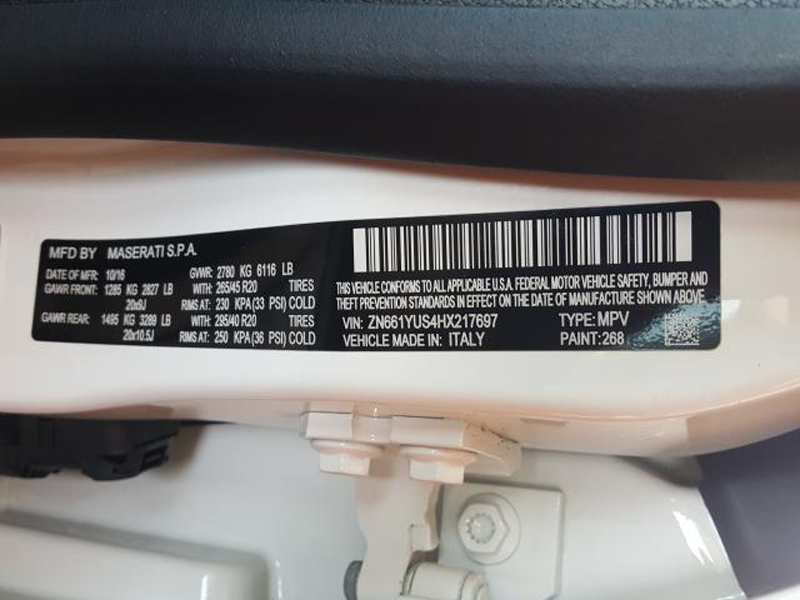 MFD BY MASERATI S.P.A.
DATE OF MFR: 10/16 GVWR: 2780 KG 6116 LB
GAWR FRONT: 1285 KG 2827 LB WITH 265/45 R20 TIRES
20x9J RIMS AT: 230 KPA (33 PSI) COLD
GAWR REAR: 1495 KG 3289 LB WITH 295/40 R20 TIRES
20x10.5J RIMS AT: 250 KPA (36 PSI) COLD
THIS VEHICLE CONFORMS TO ALL APPLICABLE U.S.A. FEDERAL MOTOR VEHICLE SAFETY, BUMPER AND
THEFT PREVENTION STANDARDS IN EFFECT ON THE DATE OF MANUFACTURE SHOWN ABOVE
VIN: ZN661YUS4HX217697 TYPE: MPV
VEHICLE MADE IN: ITALY PAINT: 268